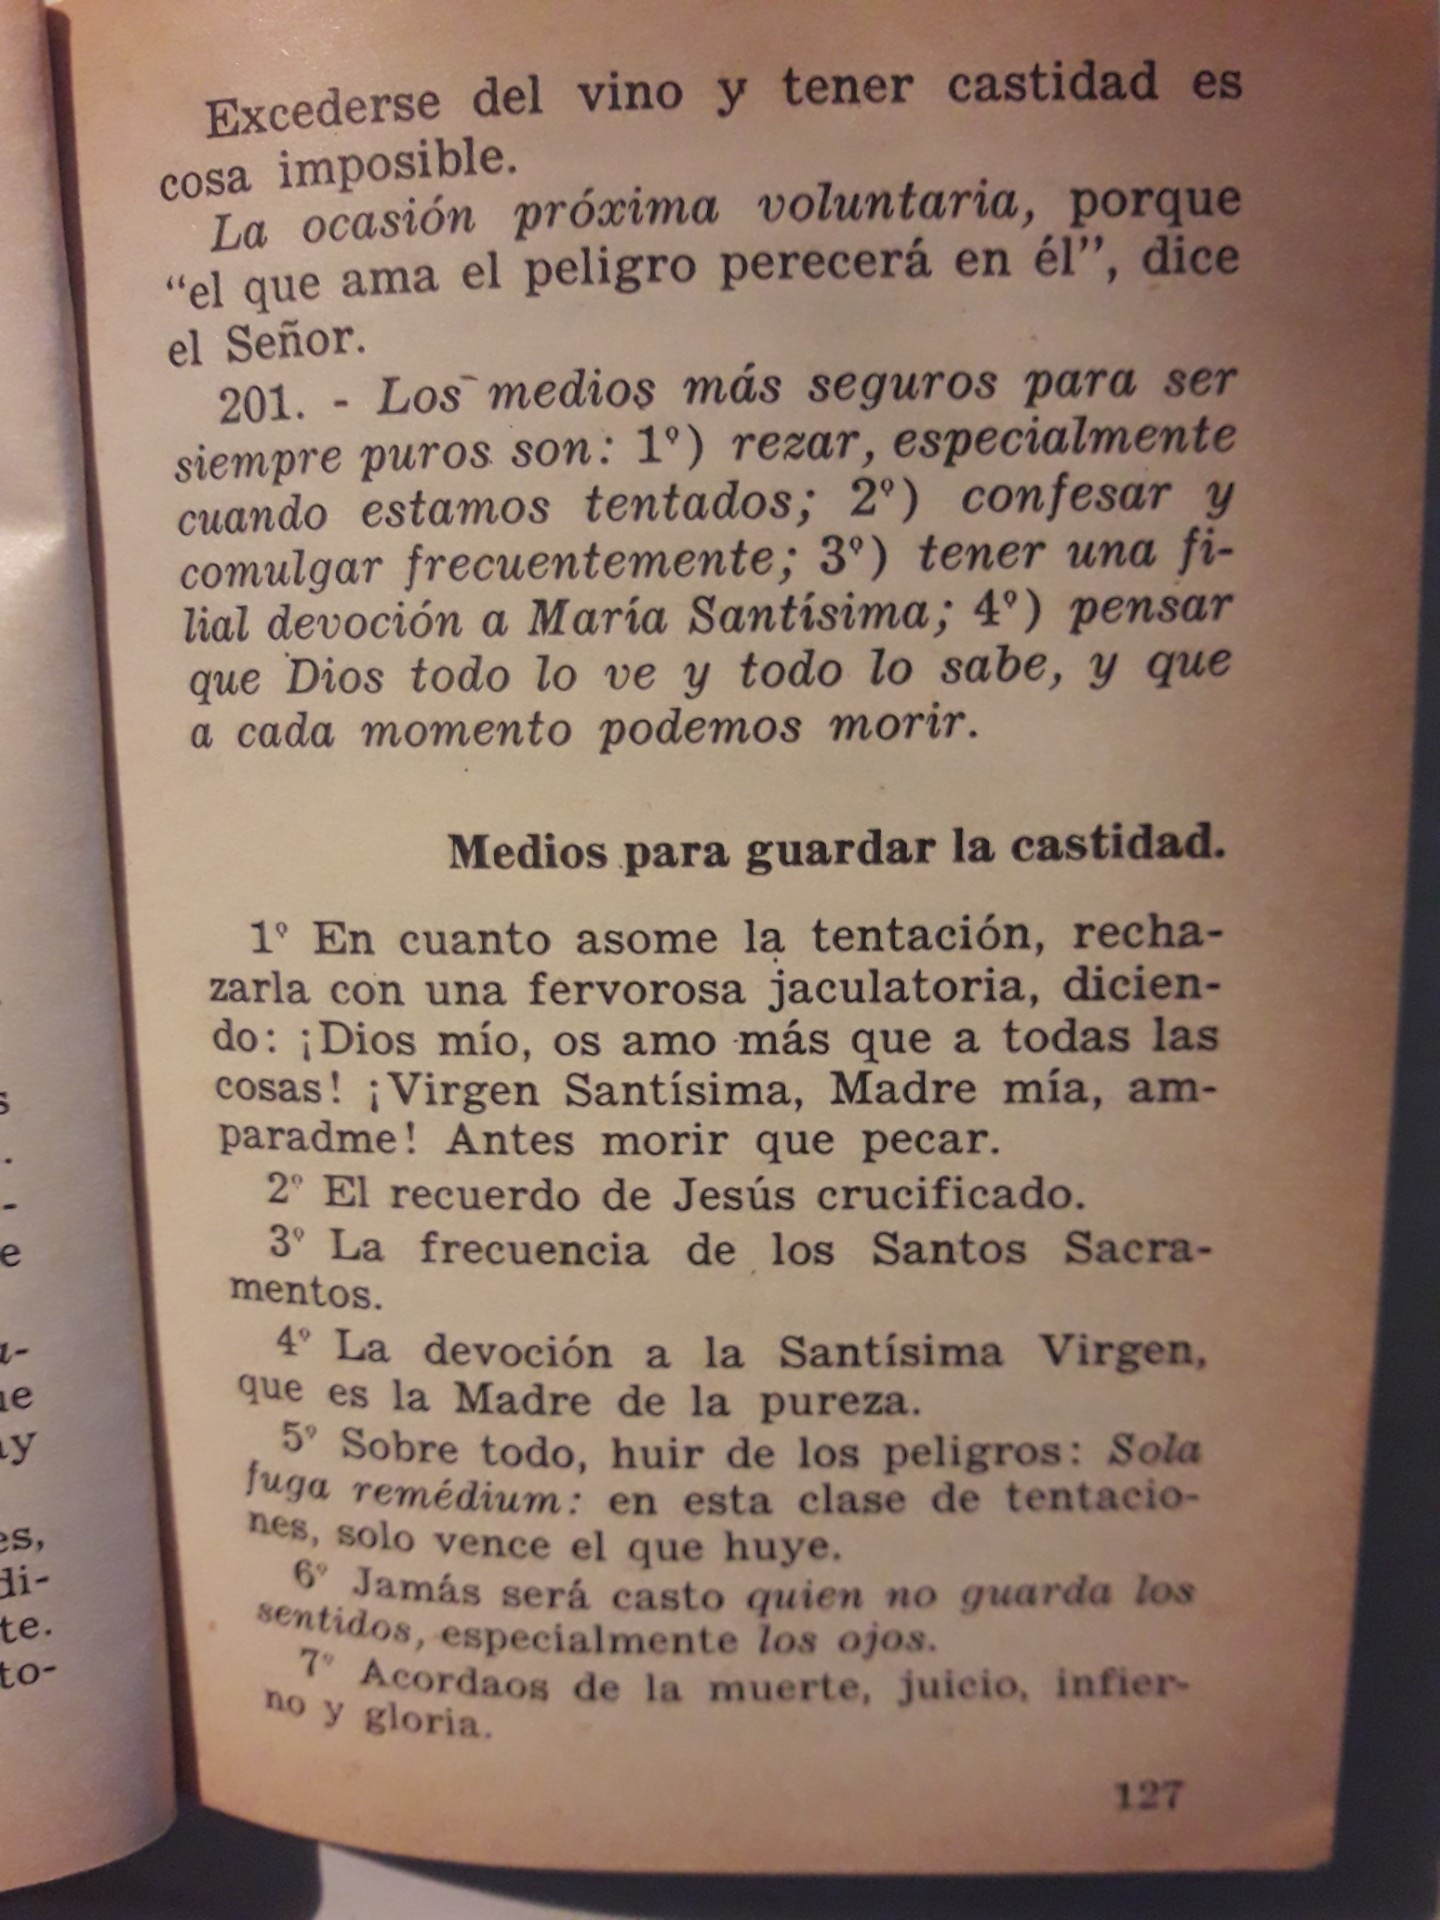 Excederse del vino y tener castidad es
cosa imposible.
La ocasión próxima voluntaria, porque
“el que ama el peligro perecerá en él”, dice
el Señor.
201. - Los medios más seguros para ser
siempre puros son: 1º) rezar, especialmente
cuando estamos tentados; 2º) confesar y
comulgar frecuentemente; 3º) tener una fi-
lial devoción a María Santísima; 4º) pensar
que Dios todo lo ve y todo lo sabe, y que
a cada momento podemos morir.
Medios para guardar la castidad.
1º En cuanto asome la tentación, recha-
zarla con una fervorosa jaculatoria, dicien-
do: ¡Dios mío, os amo más que a todas las
cosas! ¡Virgen Santísima, Madre mía, am-
paradme! Antes morir que pecar.
2º El recuerdo de Jesús crucificado.
3º La frecuencia de los Santos Sacra-
mentos.
4º La devoción a la Santísima Virgen,
que es la Madre de la pureza.
5º Sobre todo, huir de los peligros: Sola
fuga remédium: en esta clase de tentacio-
nes, solo vence el que huye.
6º Jamás será casto quien no guarda los
sentidos, especialmente los ojos.
7º Acordaos de la muerte, juicio, infier-
no y gloria.
127